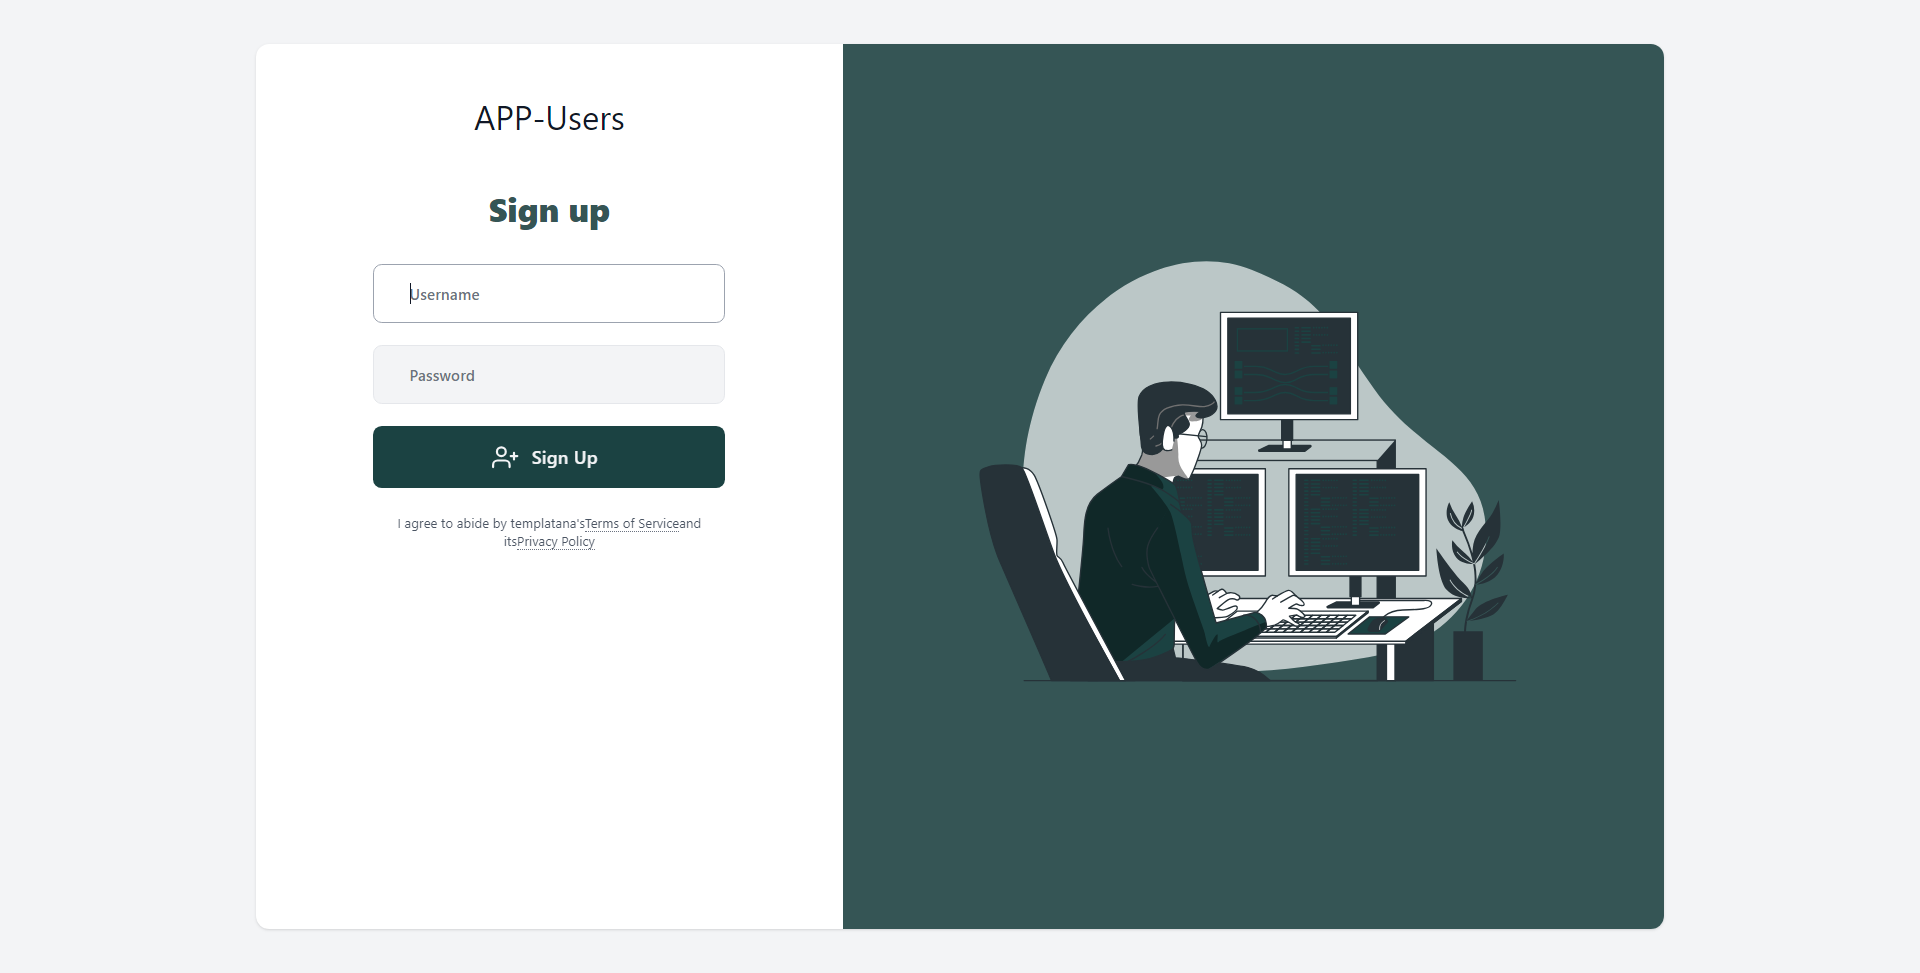 APP-Users
Sign up
Username
Password
Sign Up
I agree to abide by templatana'sTerms of Serviceand
itsPrivacy Policy